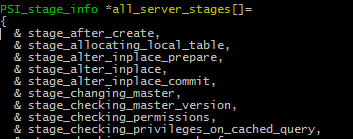 PSI_stage_info *all_server_stages[]=
{
& stage_after_create,
& stage_allocating_local_table,
& stage_alter_inplace_prepare,
& stage_alter_inplace,
& stage_alter_inplace_commit,
& stage_changing_master,
& stage_checking_master_version,
& stage_checking_permissions,
& stage_checking_privileges_on_cached_query,